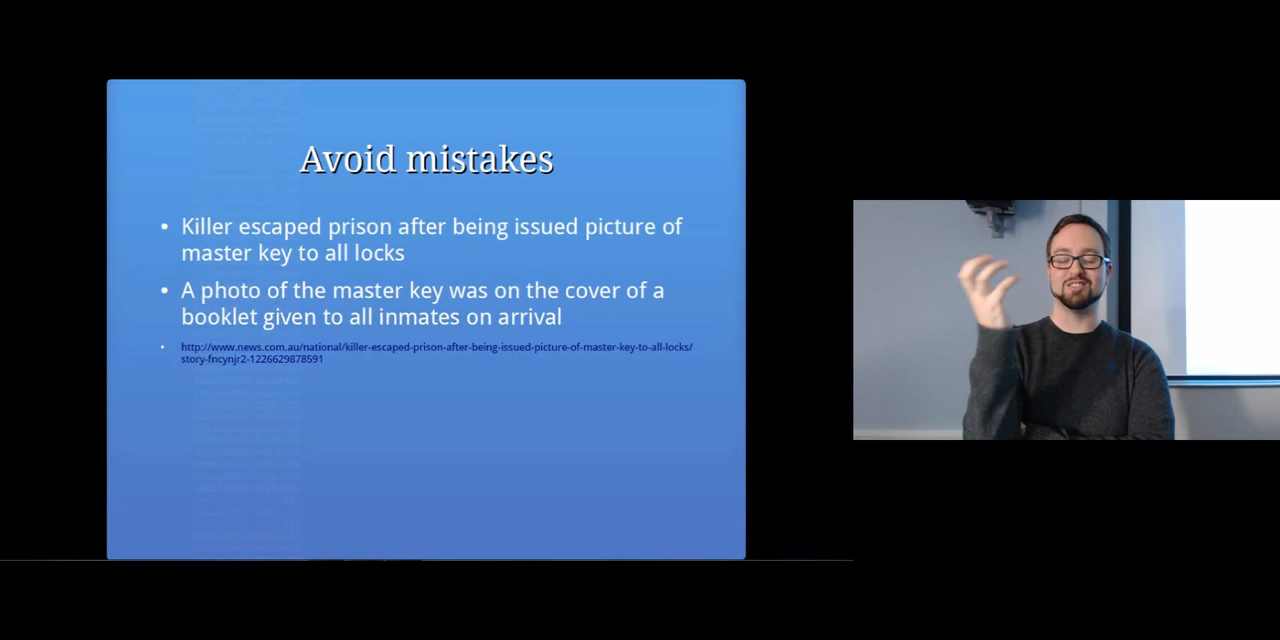 Avoid mistakes
• Killer escaped prison after being issued picture of
master key to all locks
• A photo of the master key was on the cover of a
booklet given to all inmates on arrival
• http://www.news.com.au/national/killer-escaped-prison-after-being-issued-picture-of-master-key-to-all-locks/
story-fncynjr2-1226629878591